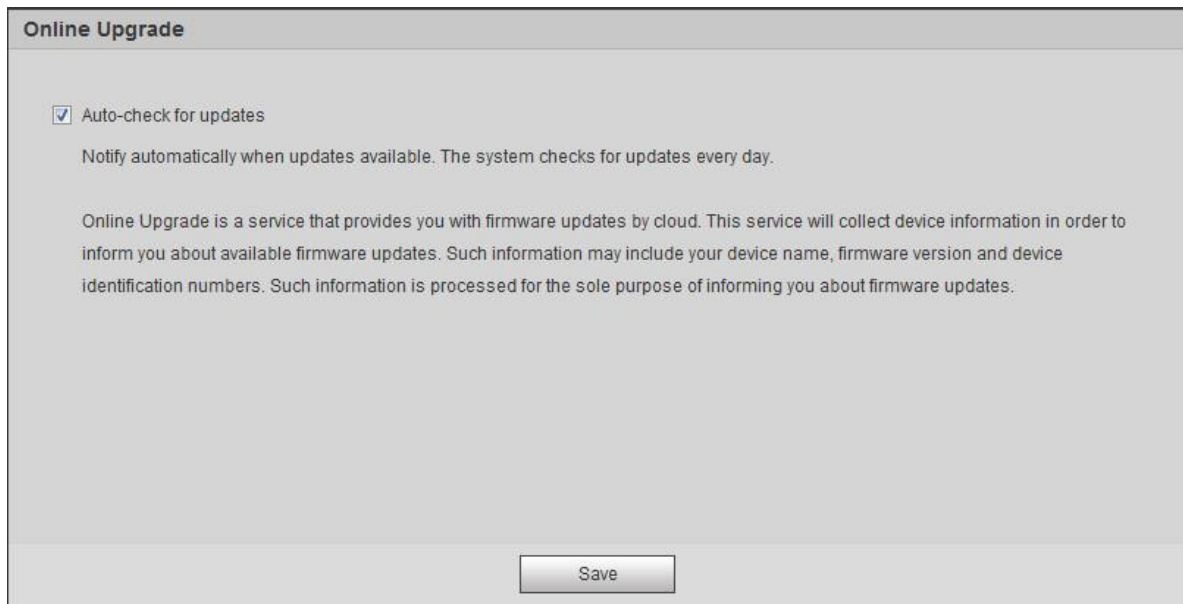 Online Upgrade
Auto-check for updates
Notify automatically when updates available. The system checks for updates every day.
Online Upgrade is a service that provides you with firmware updates by cloud. This service will collect device information in order to
inform you about available firmware updates. Such information may include your device name, firmware version and device
identification numbers. Such information is processed for the sole purpose of informing you about firmware updates.
Save